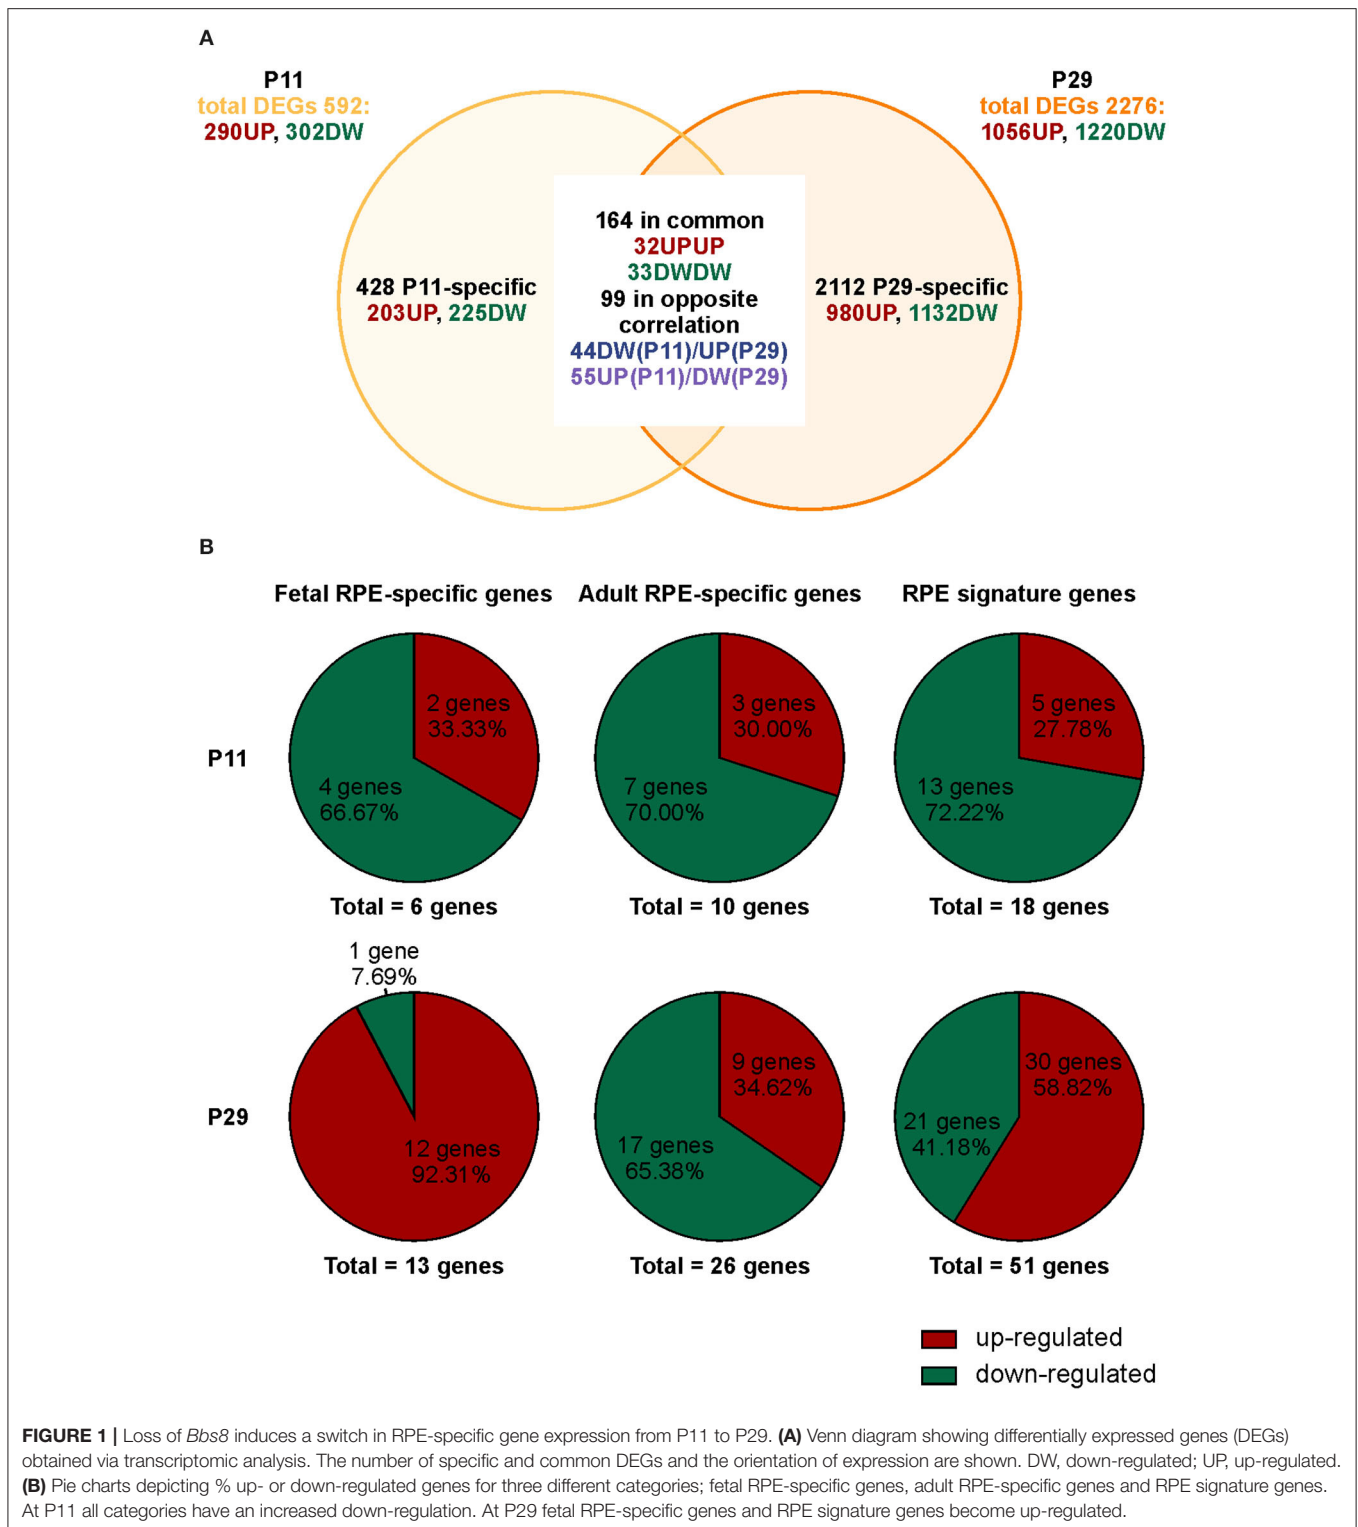 A
P11
total DEGs 592:
290UP, 302DW
P29
total DEGs 2276:
1056UP, 1220DW
164 in common
32UPUP
33DWDW
99 in opposite
correlation
44DW(P11)/UP(P29)
55UP(P11)/DW(P29)
428 P11-specific
203UP, 225DW
2112 P29-specific
980UP, 1132DW
B
Fetal RPE-specific genes
Adult RPE-specific genes
RPE signature genes
P11
2 genes
33.33%
4 genes
66.67%
Total = 6 genes
3 genes
30.00%
7 genes
70.00%
Total = 10 genes
5 genes
27.78%
13 genes
72.22%
Total = 18 genes
P29
1 gene
7.69%
12 genes
92.31%
Total = 13 genes
9 genes
34.62%
17 genes
65.38%
Total = 26 genes
30 genes
58.82%
21 genes
41.18%
Total = 51 genes
up-regulated
down-regulated
FIGURE 1 | Loss of Bbs8 induces a switch in RPE-specific gene expression from P11 to P29. (A) Venn diagram showing differentially expressed genes (DEGs)
obtained via transcriptomic analysis. The number of specific and common DEGs and the orientation of expression are shown. DW, down-regulated; UP, up-regulated.
(B) Pie charts depicting % up- or down-regulated genes for three different categories; fetal RPE-specific genes, adult RPE-specific genes and RPE signature genes.
At P11 all categories have an increased down-regulation. At P29 fetal RPE-specific genes and RPE signature genes become up-regulated.